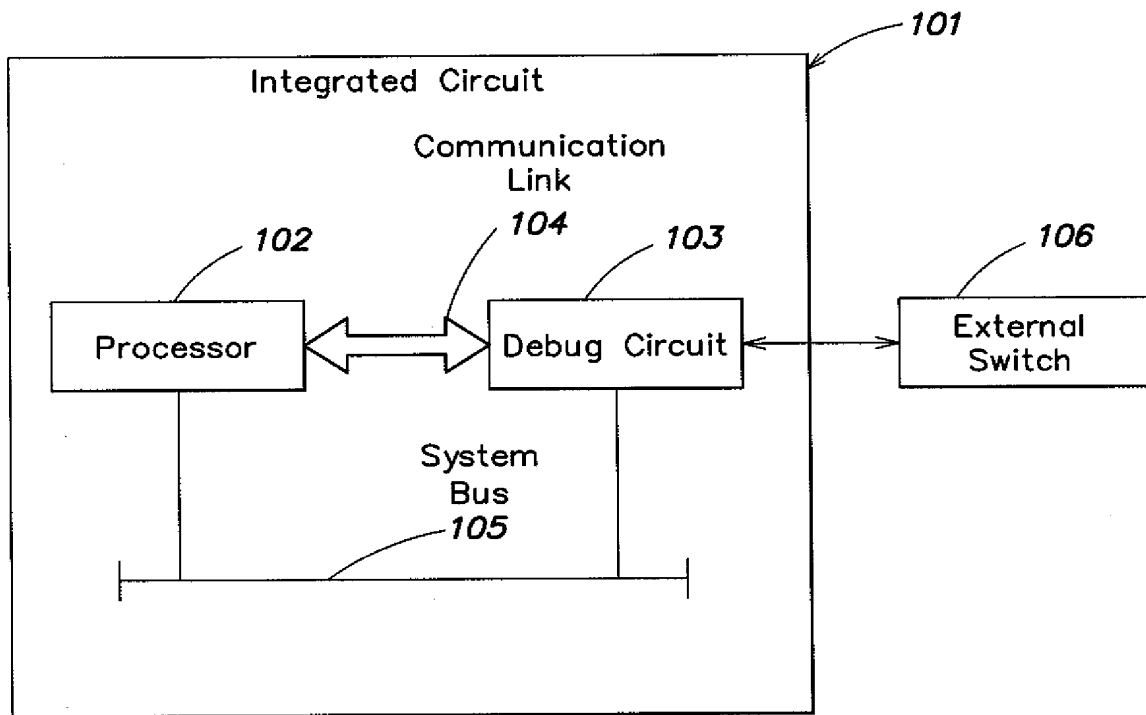 101
Integrated Circuit
Communication
Link
104
102
103
106
Processor
Debug Circuit
External
Switch
System
Bus
105